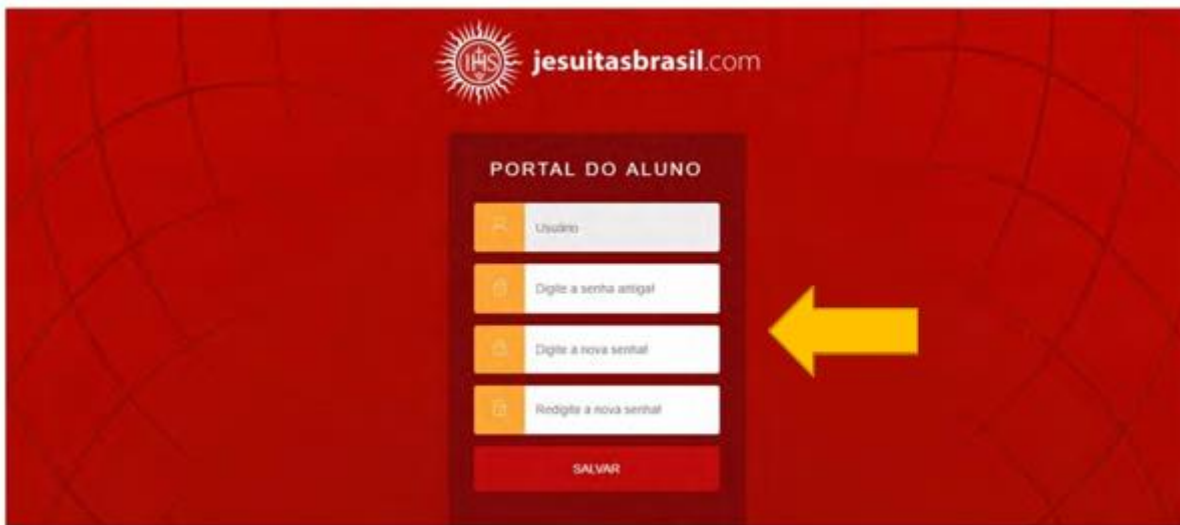 IHS
jesuitasbrasil.com
PORTAL DO ALUNO
Usuário
Digite a senha antiga!
Digite a nova senha!
Redigite a nova senha!
SALVAR